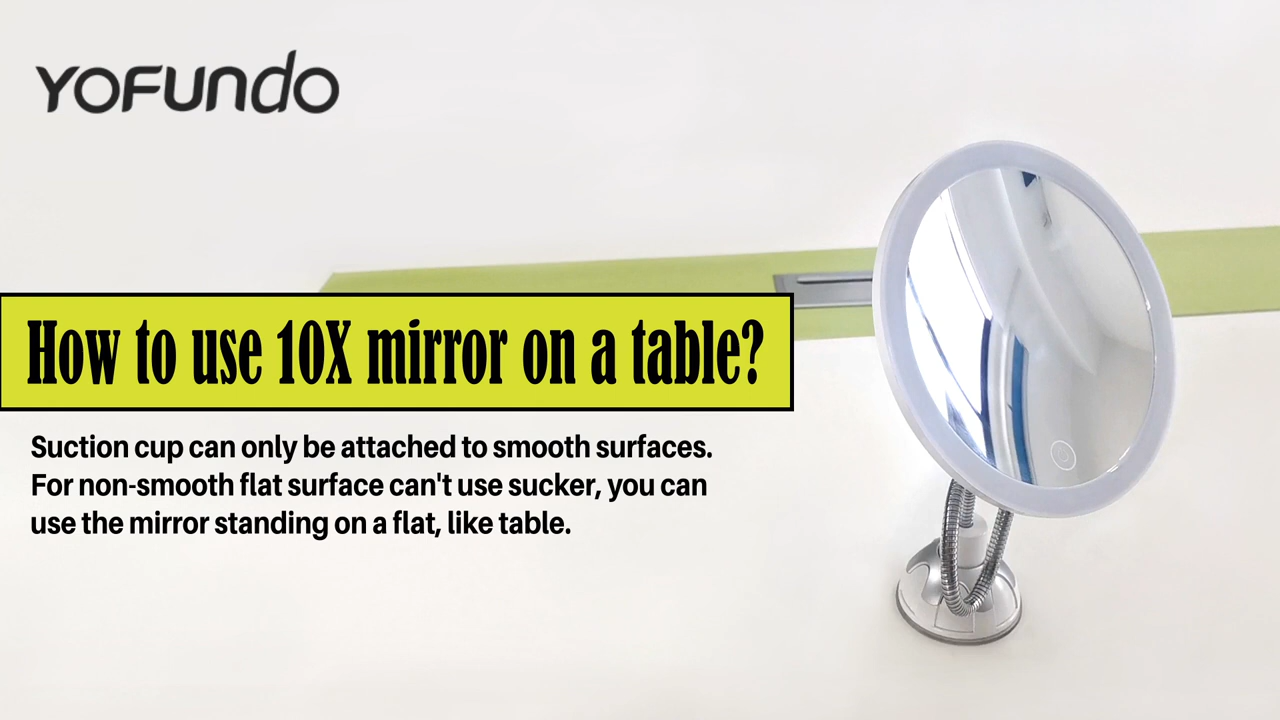 YOFUNDO
How to use 10X mirror on a table?
Suction cup can only be attached to smooth surfaces.
For non-smooth flat surface can't use sucker, you can
use the mirror standing on a flat, like table.